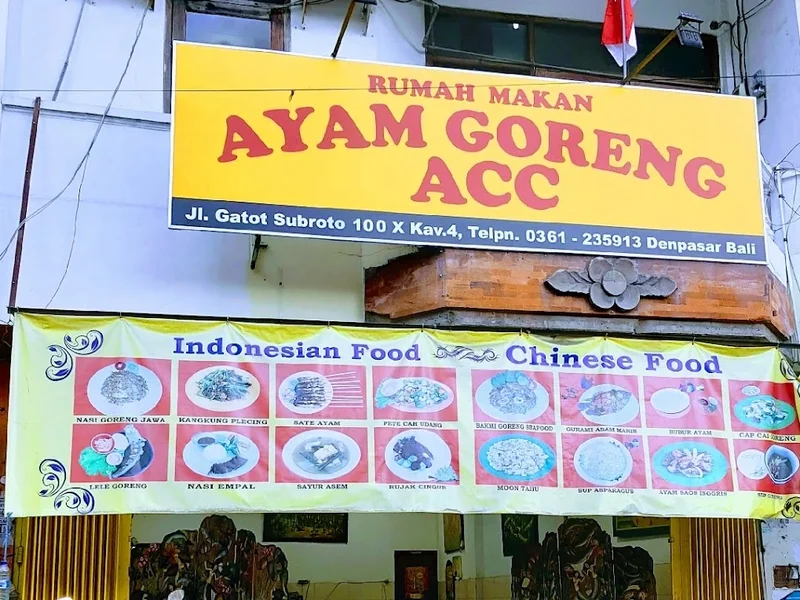 RUMAH MAKAN
AYAM GORENG
ACC
Jl. Gatot Subroto 100 X Kav.4, Telpn. 0361 - 235913 Denpasar Bali
Indonesian Food Chinese Food
NASI GORENG JAWA KANGKUNG PLECING SATE AYAM PETE CAH UDANG BAKMI GORENG SEAFOOD GURAMI ASAM MANIS BUBUR AYAM CAP CAI GORENG
LELE GORENG NASI EMPAL SAYUR ASEM RUJAK CINGUR MOON TAHU SUP ASPARAGUS AYAM SAOS INGGRIS